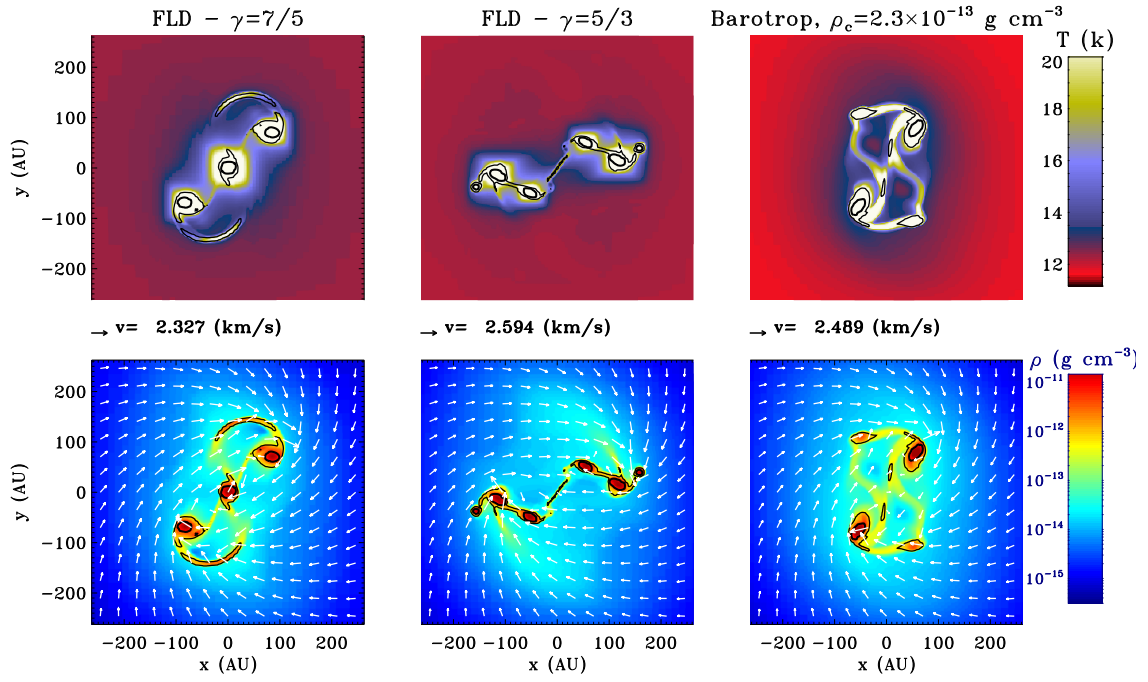 FLD – γ=7/5
FLD – γ=5/3
Barotrop, ρc=2.3×10⁻¹³ g cm⁻³
T (k)
200
100
0
−100
−200
y (AU)
20
18
16
14
12
v= 2.327 (km/s)
v= 2.594 (km/s)
v= 2.489 (km/s)
ρ (g cm⁻³)
200
100
0
−100
−200
y (AU)
10⁻¹¹
10⁻¹²
10⁻¹³
10⁻¹⁴
10⁻¹⁵
−200 −100 0 100 200
−200 −100 0 100 200
−200 −100 0 100 200
x (AU)
x (AU)
x (AU)